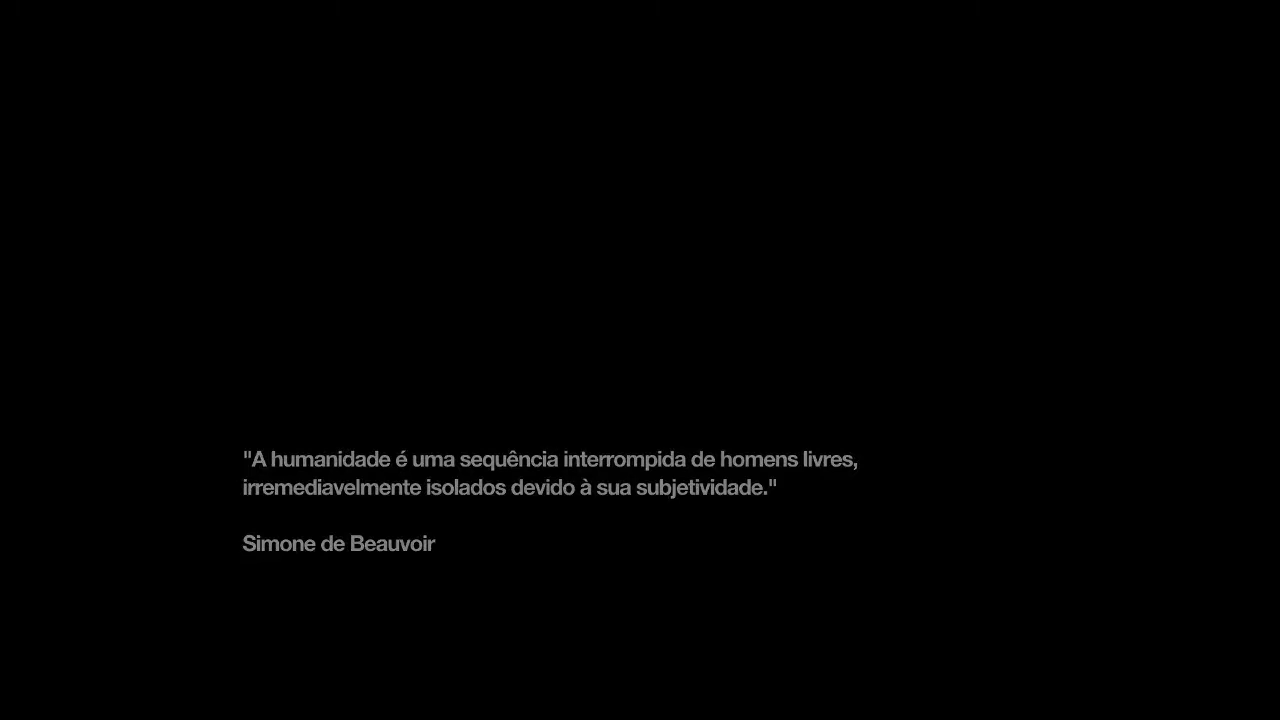 "A humanidade é uma sequência interrompida de homens livres,
irremediavelmente isolados devido à sua subjetividade."
Simone de Beauvoir